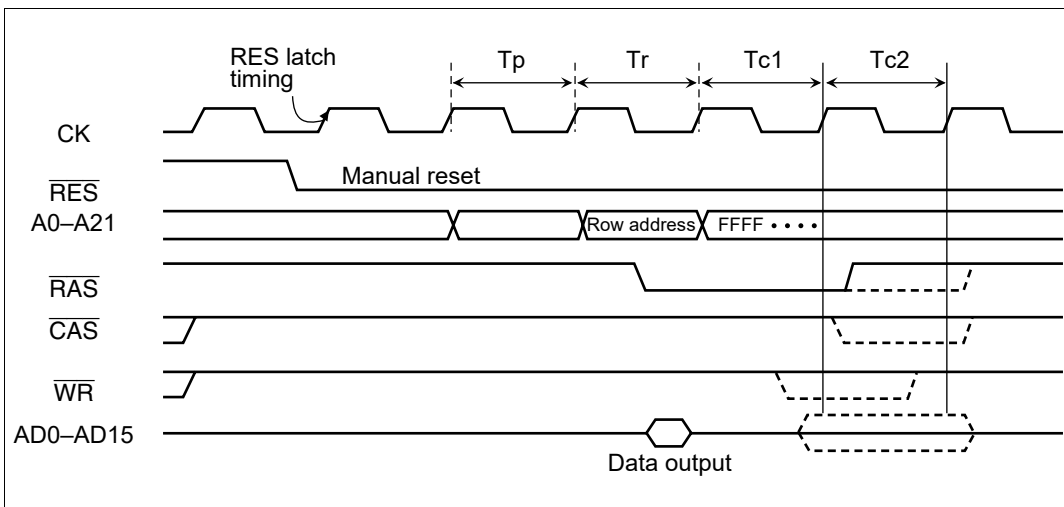 RES latch
timing
Tp
Tr
Tc1
Tc2
CK
RES
Manual reset
A0–A21
Row address
FFFF • • • •
RAS
CAS
WR
AD0–AD15
Data output